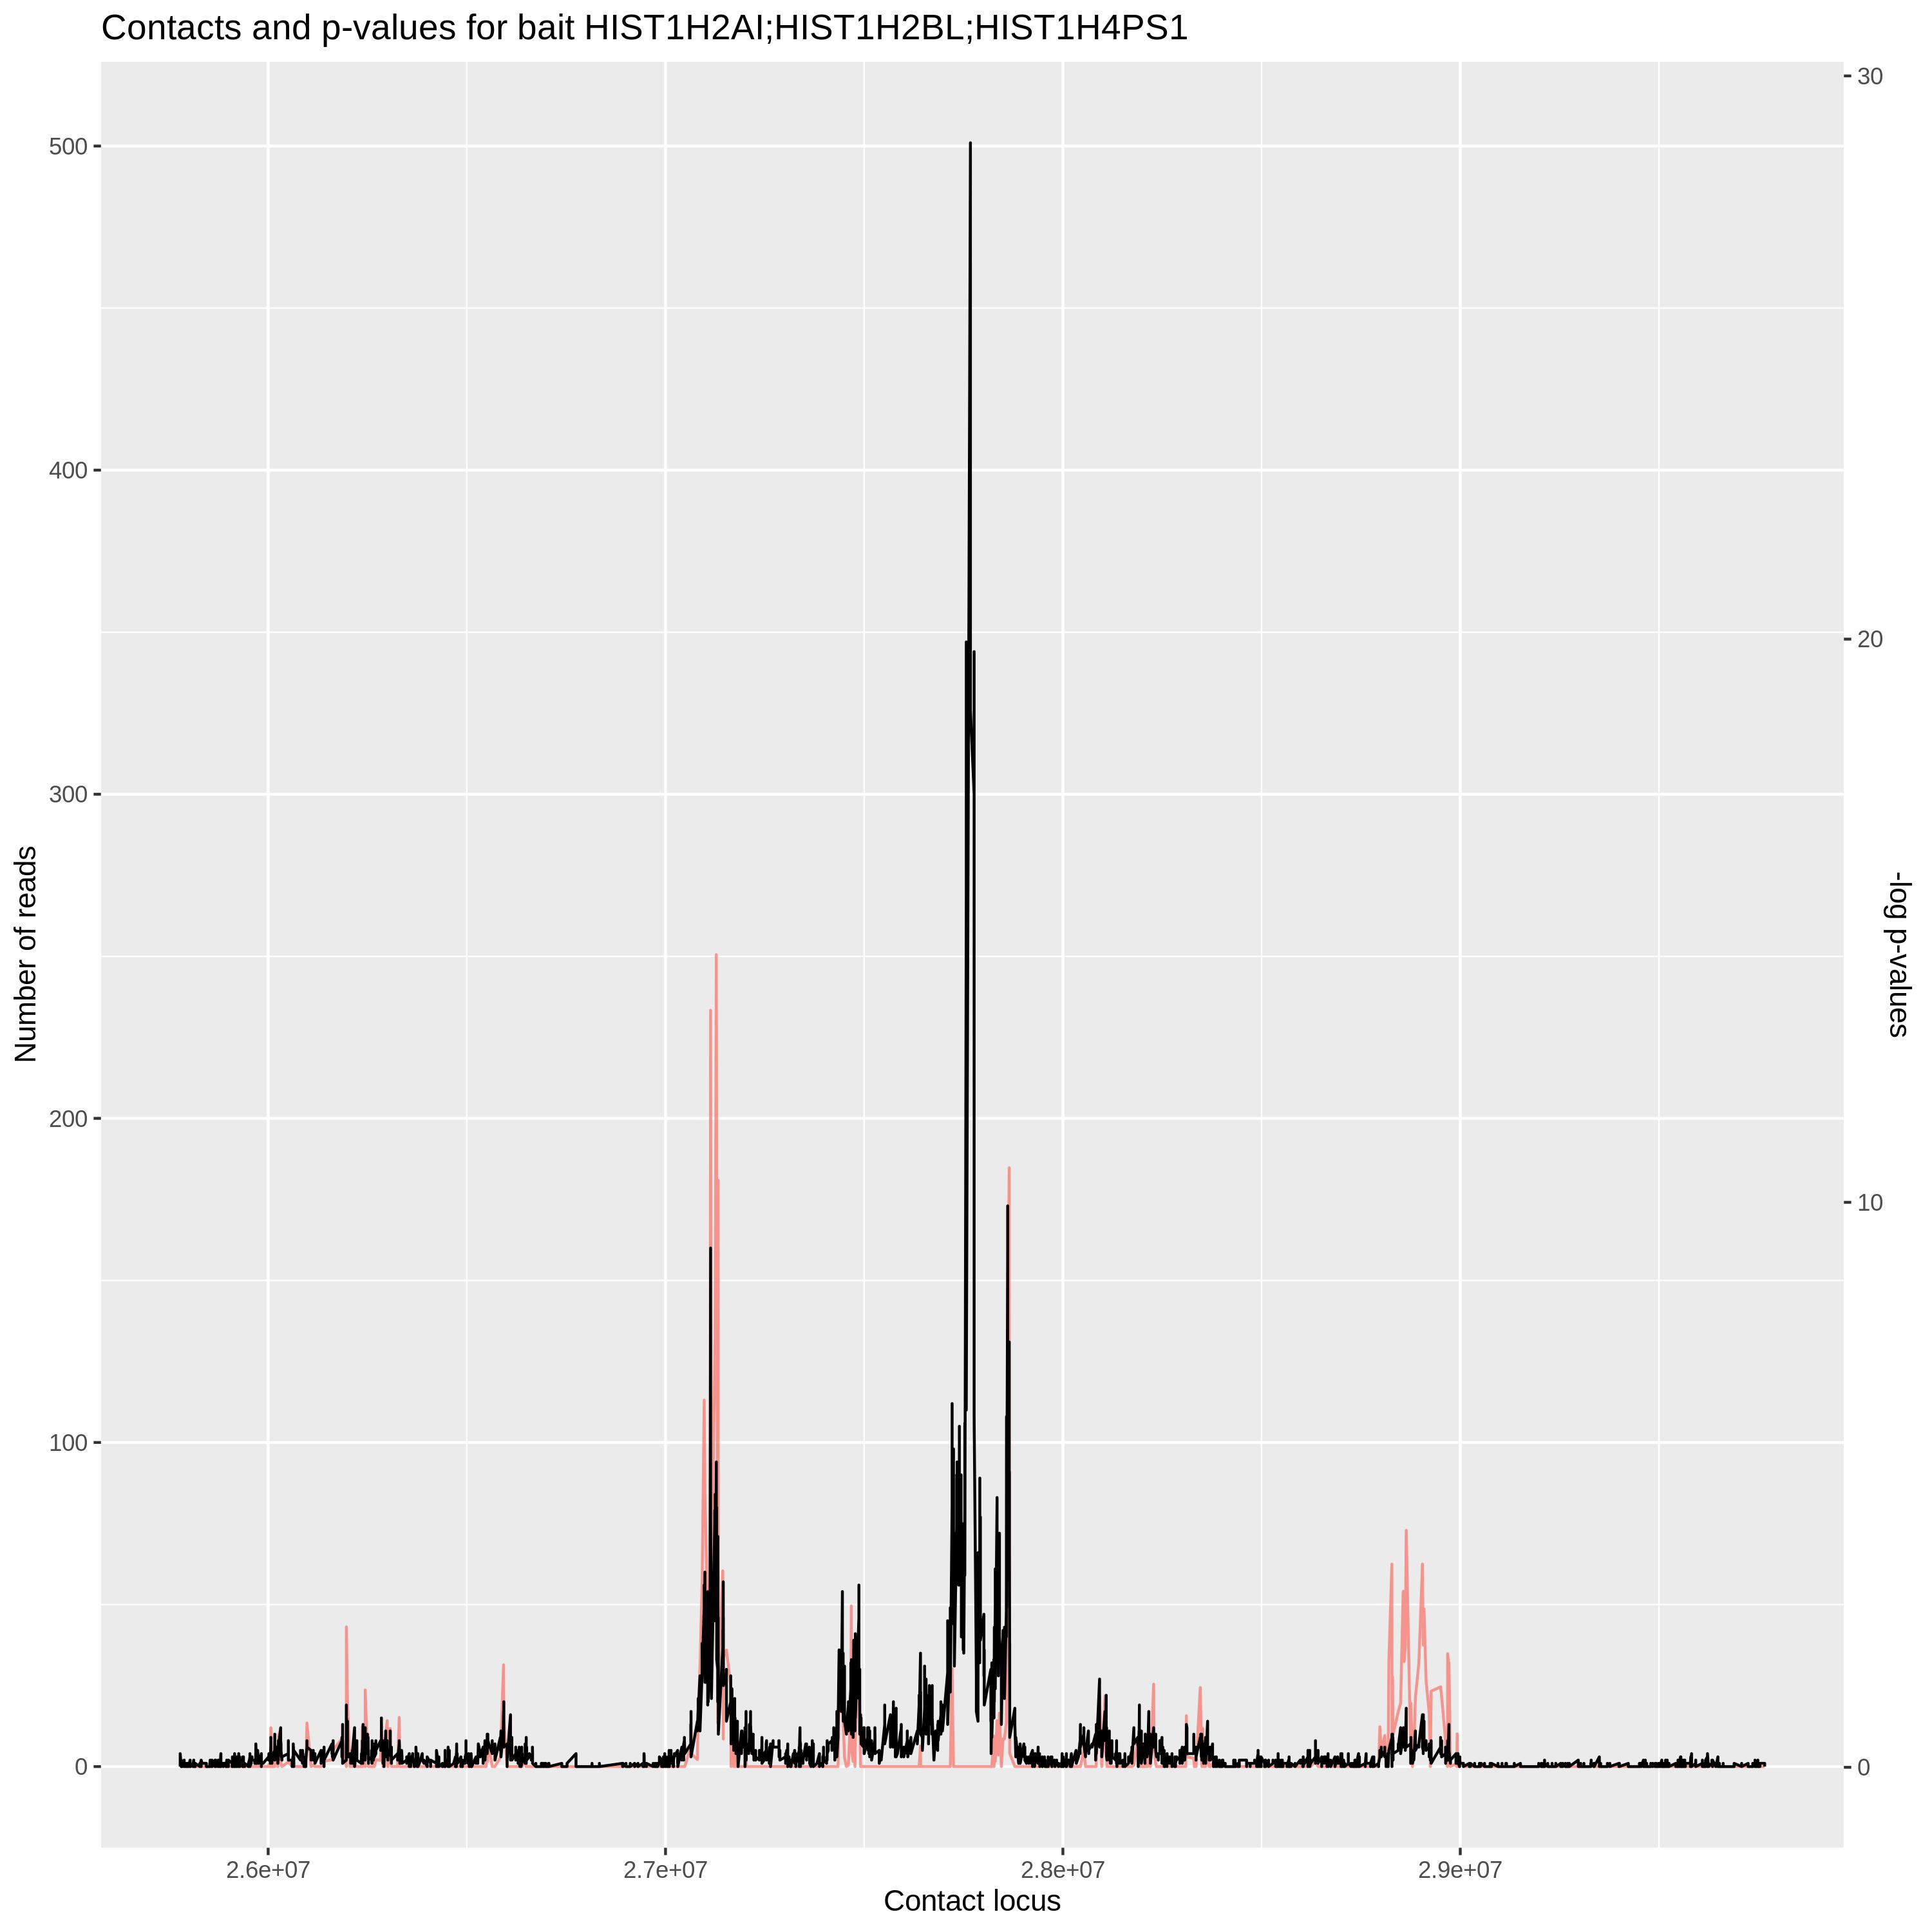 Contacts and p-values for bait HIST1H2AI;HIST1H2BL;HIST1H4PS1
30
500
400
20
300
Number of reads
-log p-values
200
10
100
0
0
2.6e+07
2.7e+07
2.8e+07
2.9e+07
Contact locus